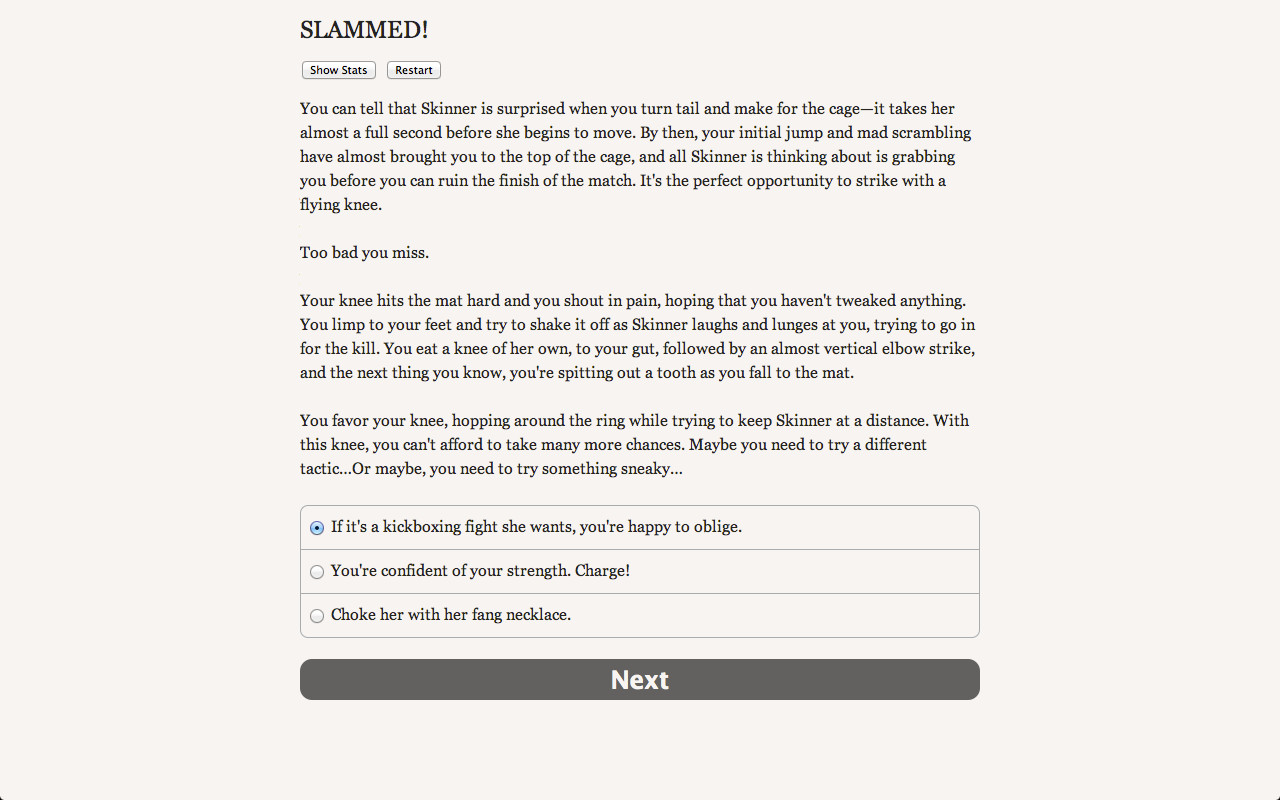 SLAMMED!
Show Stats Restart
You can tell that Skinner is surprised when you turn tail and make for the cage—it takes her
almost a full second before she begins to move. By then, your initial jump and mad scrambling
have almost brought you to the top of the cage, and all Skinner is thinking about is grabbing
you before you can ruin the finish of the match. It's the perfect opportunity to strike with a
flying knee.
Too bad you miss.
Your knee hits the mat hard and you shout in pain, hoping that you haven't tweaked anything.
You limp to your feet and try to shake it off as Skinner laughs and lunges at you, trying to go in
for the kill. You eat a knee of her own, to your gut, followed by an almost vertical elbow strike,
and the next thing you know, you're spitting out a tooth as you fall to the mat.
You favor your knee, hopping around the ring while trying to keep Skinner at a distance. With
this knee, you can't afford to take many more chances. Maybe you need to try a different
tactic...Or maybe, you need to try something sneaky...
If it's a kickboxing fight she wants, you're happy to oblige.
You're confident of your strength. Charge!
Choke her with her fang necklace.
Next